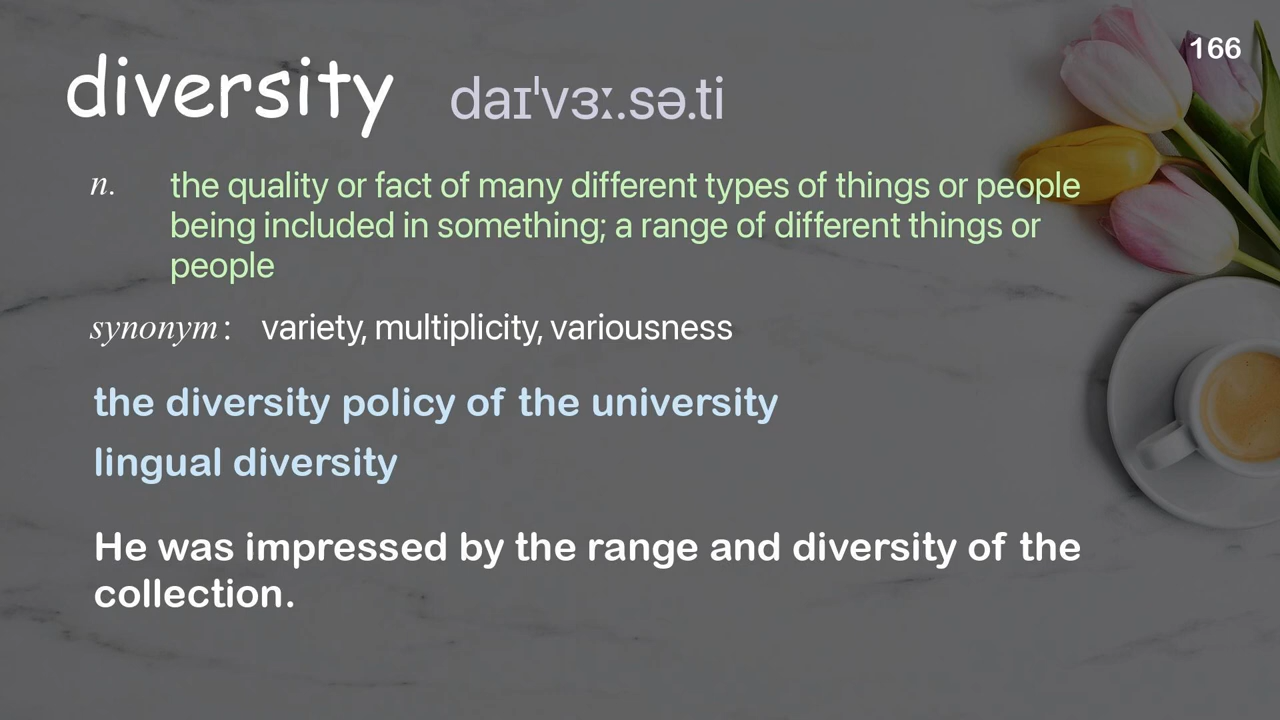 166
diversity daɪˈvɜː.sə.ti
n. the quality or fact of many different types of things or people
being included in something; a range of different things or
people
synonym: variety, multiplicity, variousness
the diversity policy of the university
lingual diversity
He was impressed by the range and diversity of the
collection.